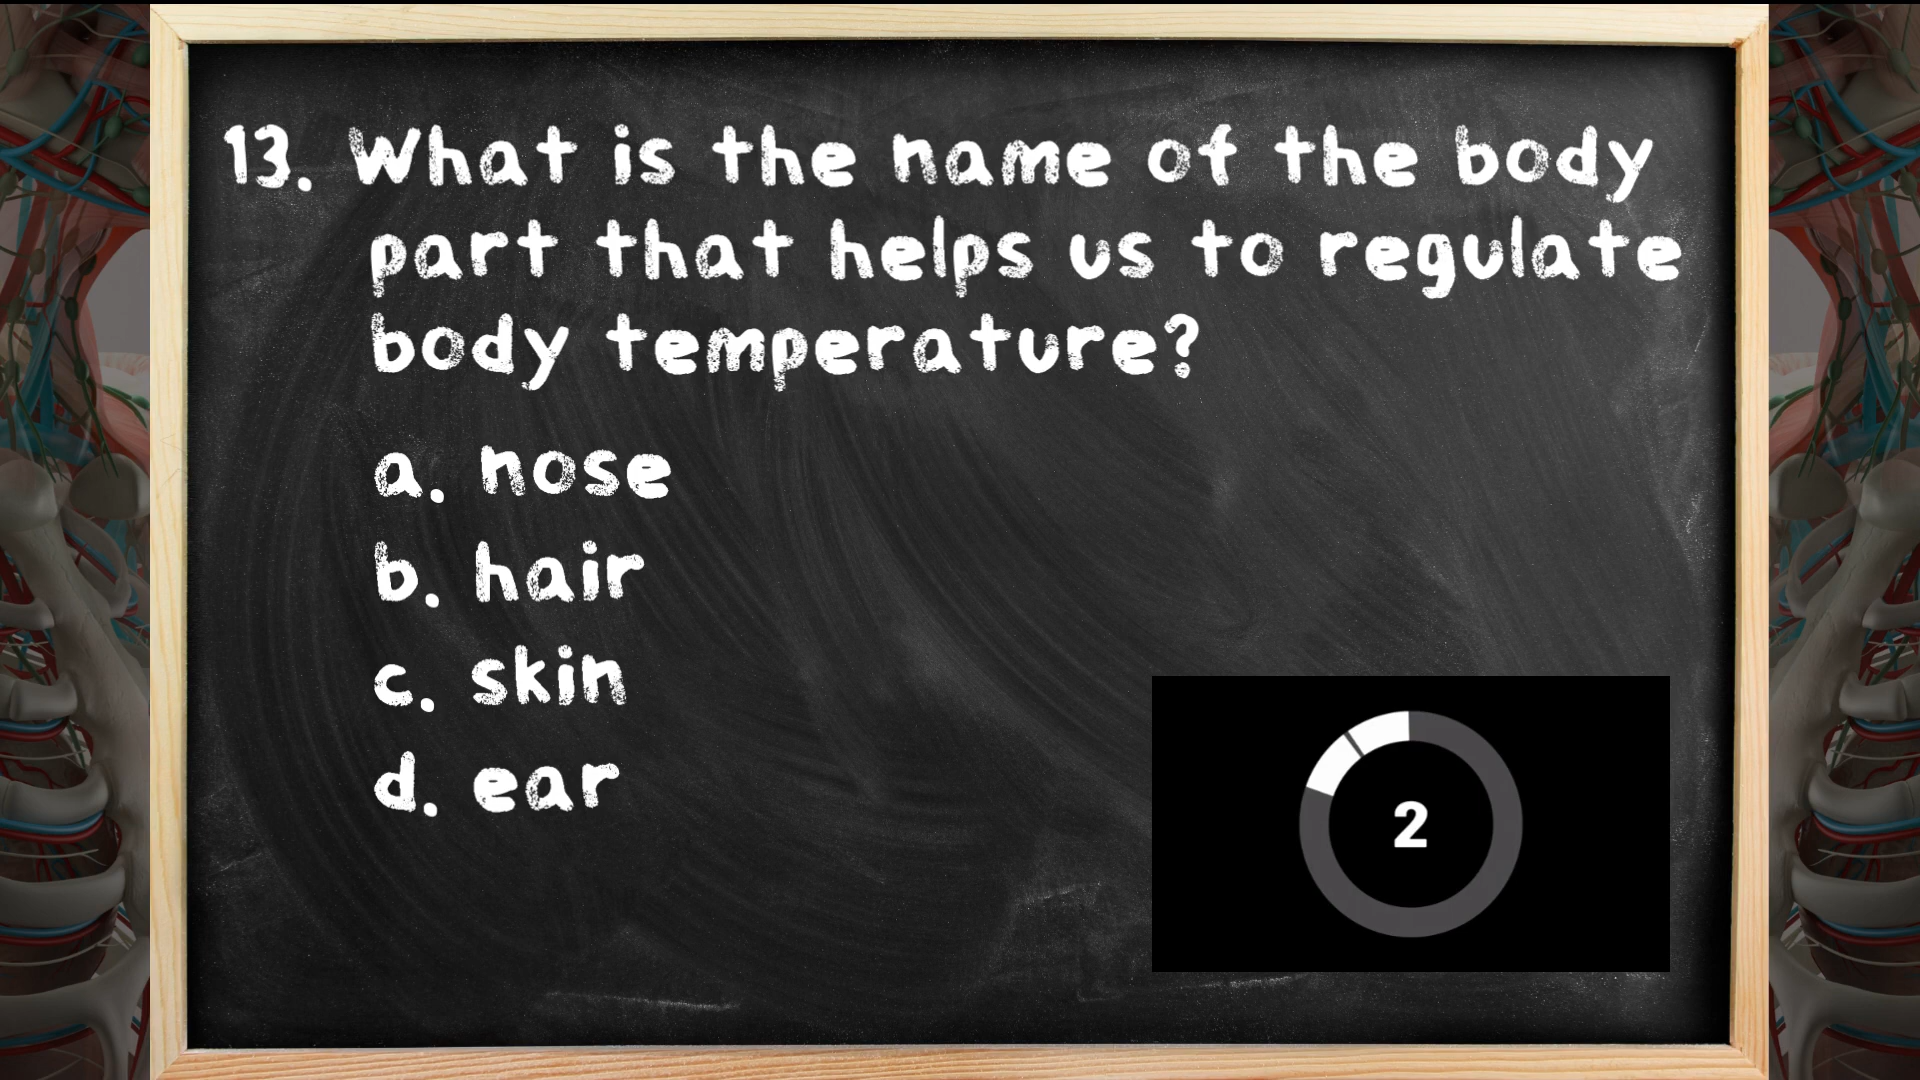 13. What is the name of the body
part that helps us to regulate
body temperature?
a. nose
b. hair
c. skin
d. ear
2